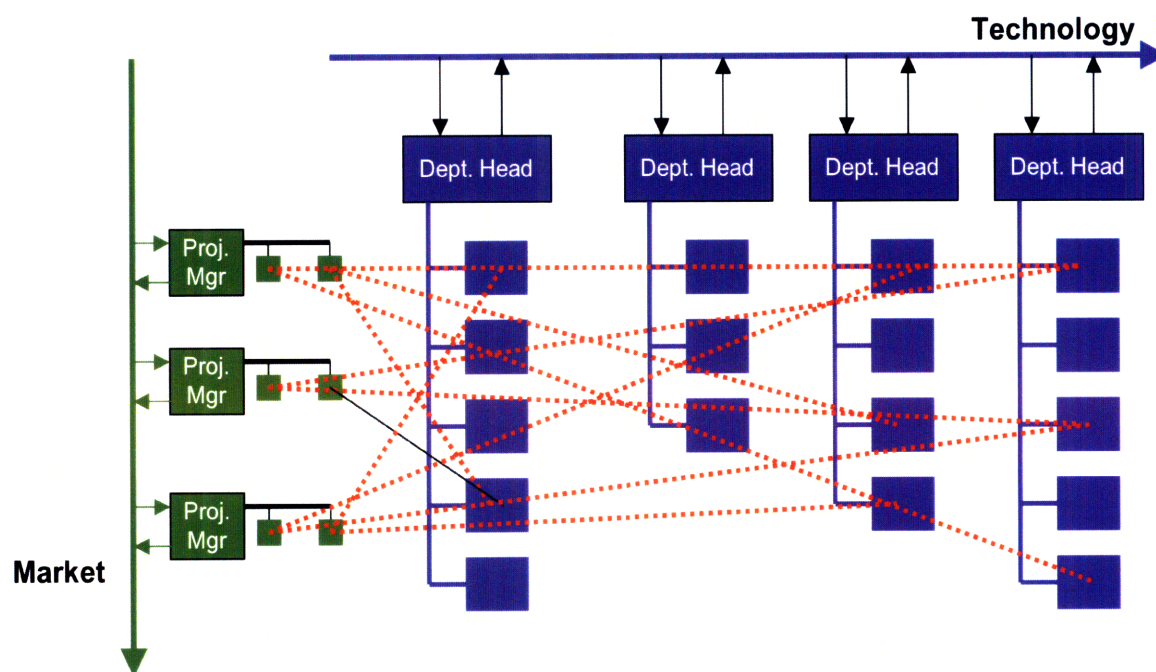 Technology
Dept. Head
Dept. Head
Dept. Head
Dept. Head
Proj.
Mgr
Proj.
Mgr
Proj.
Mgr
Market